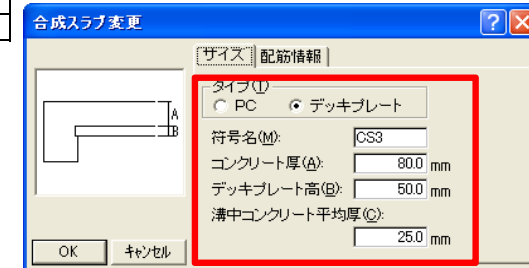 合成スラブ変更
サイズ 配筋情報
タイプ(T)
PC デッキプレート
A
B
符号名(M): CS3
コンクリート厚(A): 80.0 mm
デッキプレート高(B): 50.0 mm
溝中コンクリート平均厚(C):
25.0 mm
OK キャンセル